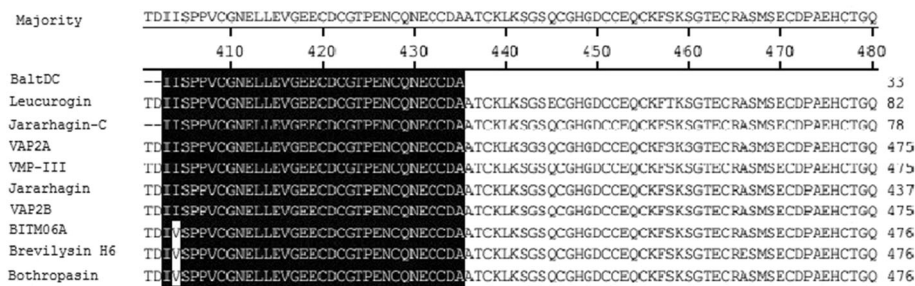 Majority TDIISPPVCGNELLEVGEECDCGTPENCQNECCDAATCKLKSGSQCGHGDCCEQCKFSKSGTECRASMSECDPAEHCTGQ
410 420 430 440 450 460 470 480
BaltDC --IISPPVCGNELLEVGEECDCGTPENCQNECCDA 33
Leucurogin TDIISPPVCGNELLEVGEECDCGTPENCQNECCDAATCKLKSGSECGHGDCCEQCKFTKSGTECRASMSECDPAEHCTGQ 82
Jararhagin-C --IISPPVCGNELLEVGEECDCGTPENCQNECCDAATCKLKSGSQCGHGDCCEQCKFSKSGTECRASMSECDPAEHCTGQ 78
VAP2A TDIISPPVCGNELLEVGEECDCGTPENCQNECCDAATCKLKSGSQCGHGDCCEQCKFSKSGTECRASMSECDPAEHCTGQ 475
VMP-III TDIISPPVCGNELLEVGEECDCGTPENCQNECCDAATCKLKSGSQCGHGDCCEQCKFSKSGTECRASMSECDPAEHCTGQ 475
Jararhagin TDIISPPVCGNELLEVGEECDCGTPENCQNECCDAATCKLKSGSQCGHGDCCEQCKFSKSGTECRASMSECDPAEHCTGQ 437
VAP2B TDIISPPVCGNELLEVGEECDCGTPENCQNECCDAATCKLKSGSQCGHGDCCEQCKFSKSGTECRASMSECDPAEHCTGQ 475
BITM06A TDIVSPPVCGNELLEVGEECDCGTPENCQNECCDAATCKLKSGSQCGHGDCCEQCKFSKSGTECRASMSECDPAEHCTGQ 476
Brevilysin H6 TDIVSPPVCGNELLEVGEECDCGTPENCQNECCDAATCKLKSGSQCGHGDCCEQCKFSKSGTECRESMSECDPAEHCTGQ 476
Bothropasin TDIVSPPVCGNELLEVGEECDCGTPENCQNECCDAATCKLKSGSQCGHGDCCEQCKFSKSGTECRASMSECDPAEHCTGQ 476